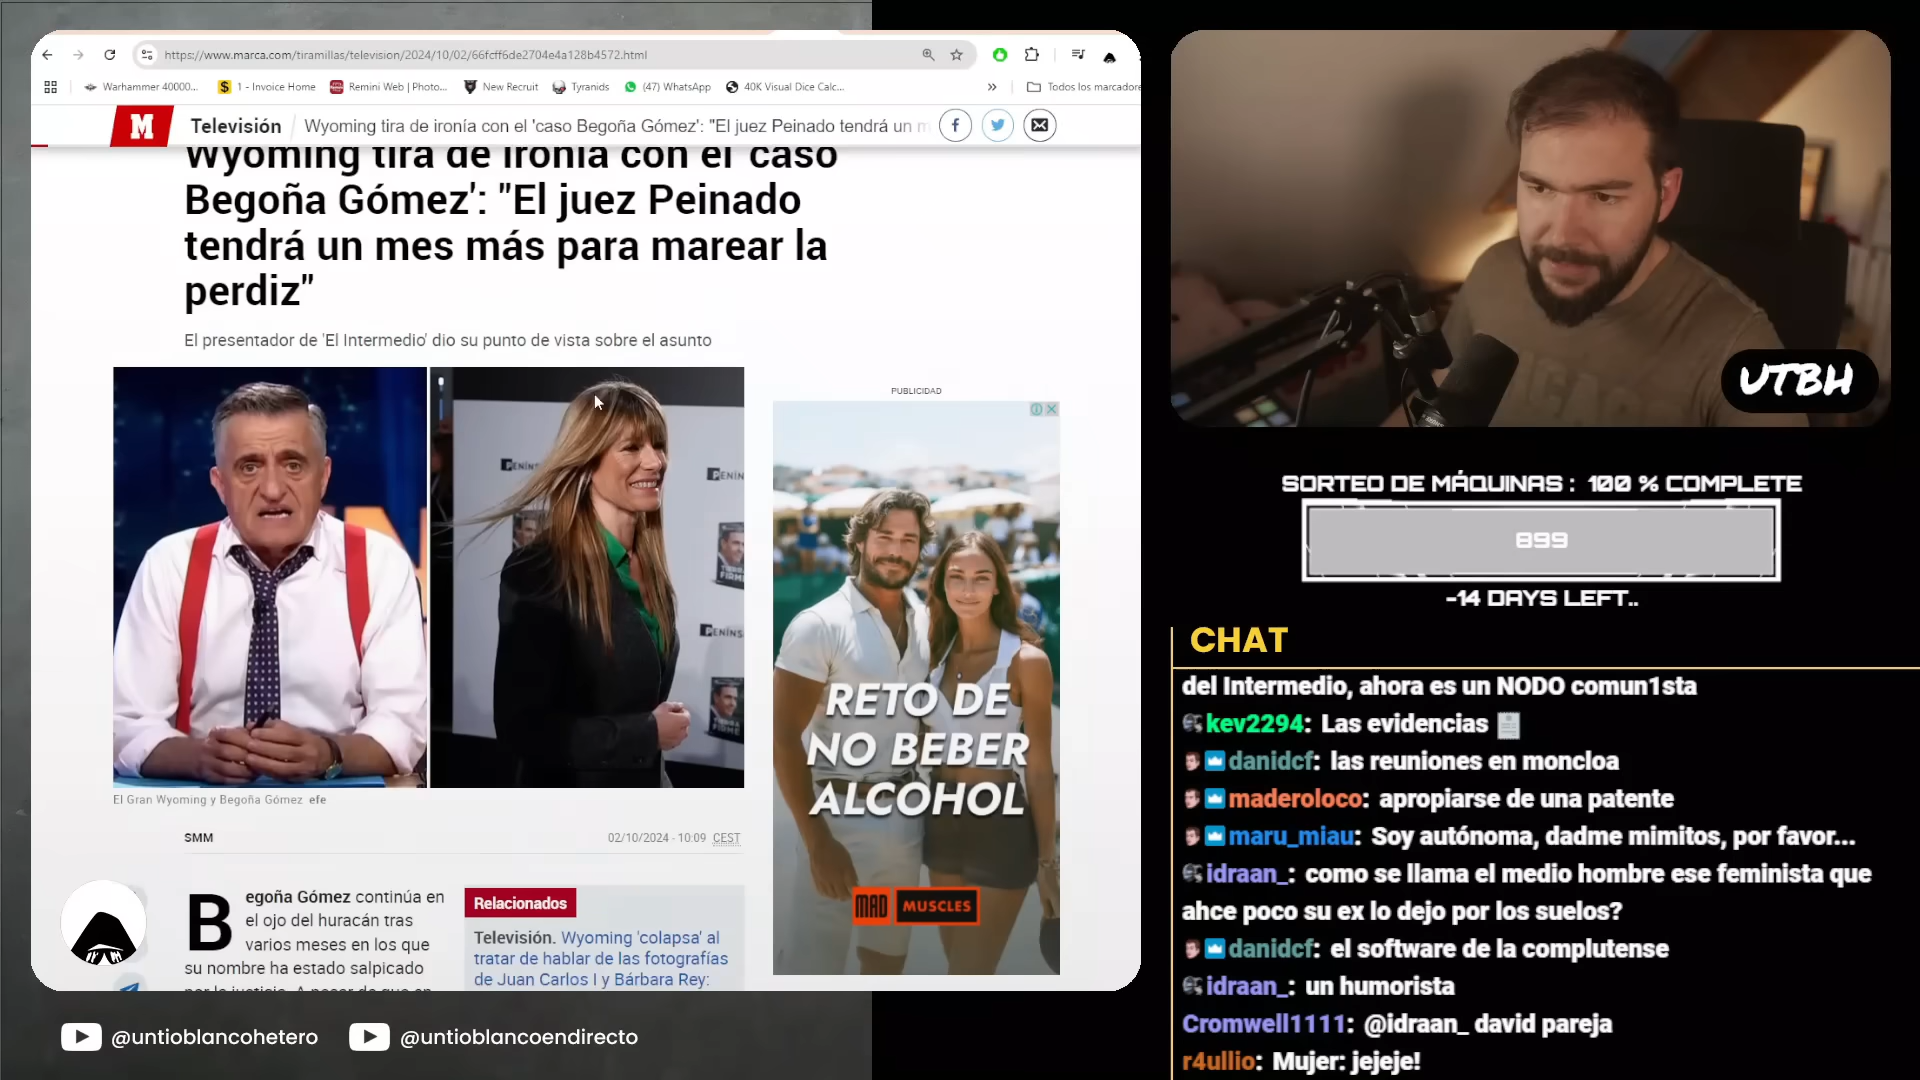 https://www.marca.com/tiramillas/television/2024/10/02/66fcff6de2704e4a128b4572.html
Warhammer 40000... 1 - Invoice Home Remini Web | Photo... New Recruit Tyranids (47) WhatsApp 40K Visual Dice Calc... » Todos los marcadore
M Televisión Wyoming tira de ironía con el 'caso Begoña Gómez': "El juez Peinado tendrá un m
Wyoming tira de ironía con el 'caso
Begoña Gómez': "El juez Peinado
tendrá un mes más para marear la
perdiz"
El presentador de 'El Intermedio' dio su punto de vista sobre el asunto
PENÍN
PENÍN
PENÍNS
TIERRA
FIRME
El Gran Wyoming y Begoña Gómez efe
SMM 02/10/2024 - 10:09 CEST
Begoña Gómez continúa en
el ojo del huracán tras
varios meses en los que
su nombre ha estado salpicado
Relacionados
Televisión. Wyoming 'colapsa' al
tratar de hablar de las fotografías
de Juan Carlos I y Bárbara Rey:
PUBLICIDAD
RETO DE
NO BEBER
ALCOHOL
MAD MUSCLES
@untioblancohetero @untioblancoendirecto
UTBH
SORTEO DE MÁQUINAS : 100 % COMPLETE
899
-14 DAYS LEFT..
CHAT
del Intermedio, ahora es un NODO comun1sta
kev2294: Las evidencias
danidcf: las reuniones en moncloa
maderoloco: apropiarse de una patente
maru_miau: Soy autónoma, dadme mimitos, por favor...
idraan_: como se llama el medio hombre ese feminista que
ahce poco su ex lo dejo por los suelos?
danidcf: el software de la complutense
idraan_: un humorista
Cromwell1111: @idraan_ david pareja
r4ullio: Mujer: jejeje!